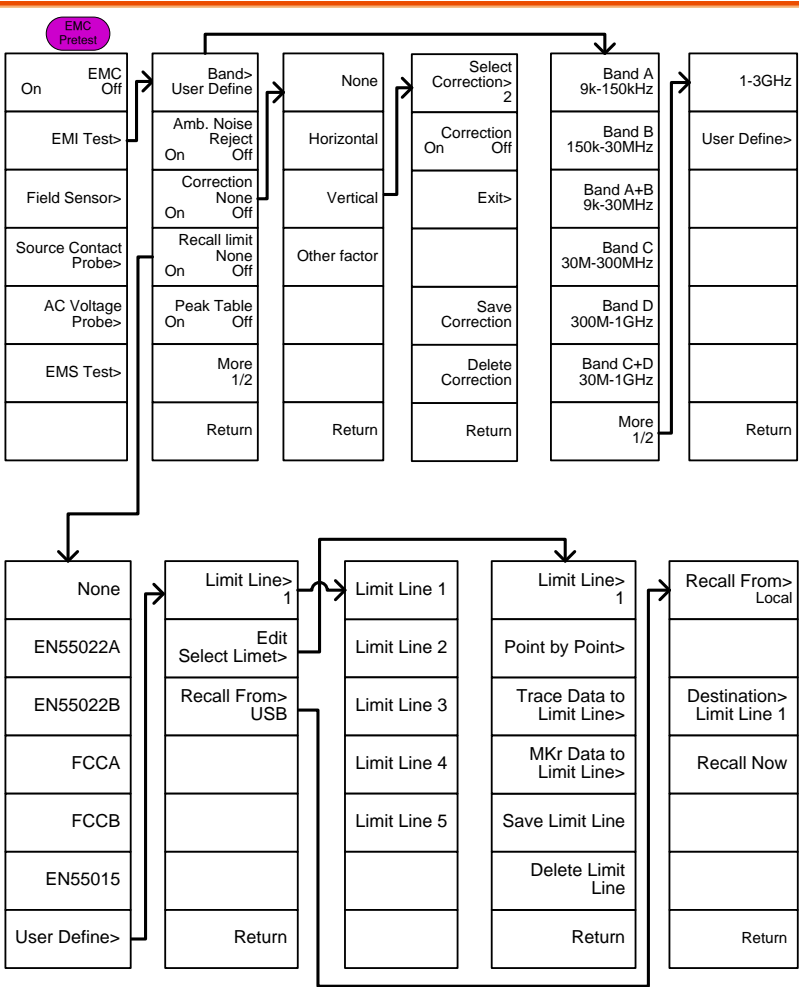 EMC
Pretest
EMC
On Off
EMI Test>
Field Sensor>
Source Contact
Probe>
AC Voltage
Probe>
EMS Test>
Band>
User Define
Amb. Noise
Reject
On Off
Correction
None
On Off
Recall limit
None
On Off
Peak Table
On Off
More
1/2
Return
None
Horizontal
Vertical
Other factor
Return
Select
Correction>
2
Correction
On Off
Exit>
Save
Correction
Delete
Correction
Return
Band A
9k-150kHz
Band B
150k-30MHz
Band A+B
9k-30MHz
Band C
30M-300MHz
Band D
300M-1GHz
Band C+D
30M-1GHz
More
1/2
1-3GHz
User Define>
Return
None
EN55022A
EN55022B
FCCA
FCCB
EN55015
User Define>
Limit Line>
1
Edit
Select Limet>
Recall From>
USB
Return
Limit Line 1
Limit Line 2
Limit Line 3
Limit Line 4
Limit Line 5
Limit Line>
1
Point by Point>
Trace Data to
Limit Line>
MKr Data to
Limit Line>
Save Limit Line
Delete Limit
Line
Return
Recall From>
Local
Destination>
Limit Line 1
Recall Now
Return